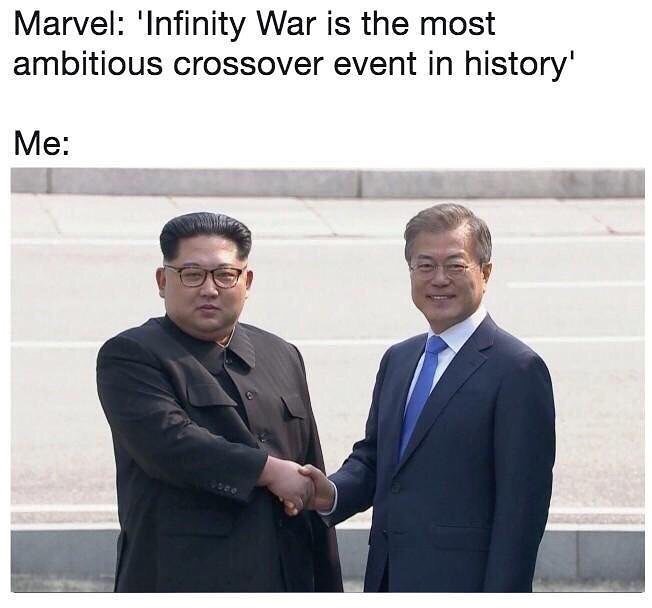 Marvel: 'Infinity War is the most
ambitious crossover event in history'
Me: